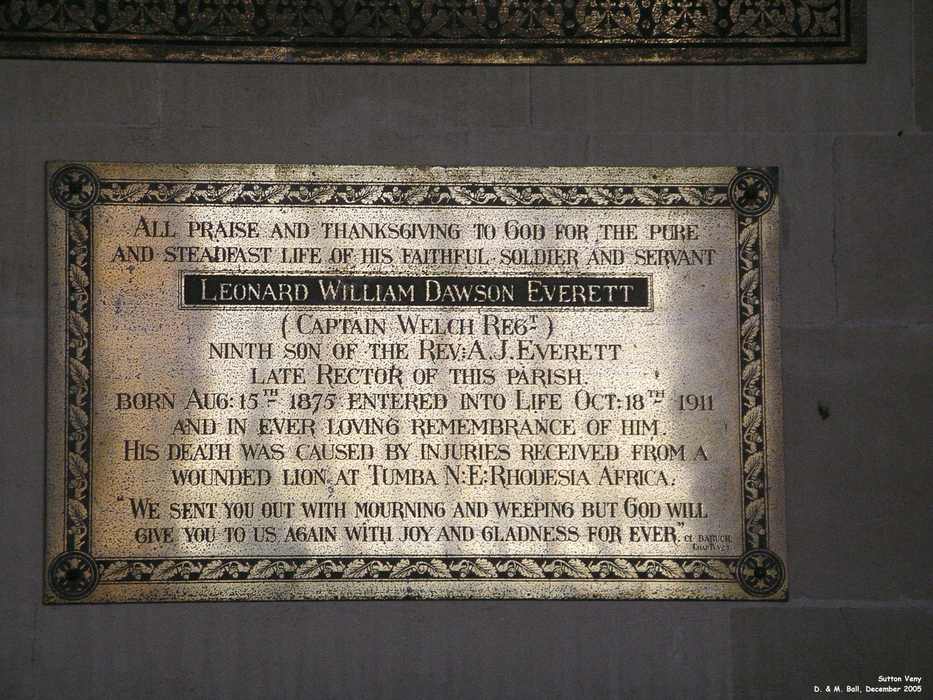 ALL PRAISE AND THANKSGIVING TO GOD FOR THE PURE
AND STEADFAST LIFE OF HIS FAITHFUL SOLDIER AND SERVANT
LEONARD WILLIAM DAWSON EVERETT
(CAPTAIN WELCH REGT)
NINTH SON OF THE REV: A. J. EVERETT
LATE RECTOR OF THIS PARISH.
BORN AUG: 15TH 1875 ENTERED INTO LIFE OCT: 18TH 1911
AND IN EVER LOVING REMEMBRANCE OF HIM.
HIS DEATH WAS CAUSED BY INJURIES RECEIVED FROM A
WOUNDED LION AT TUMBA N:E: RHODESIA AFRICA.
"WE SENT YOU OUT WITH MOURNING AND WEEPING BUT GOD WILL
GIVE YOU TO US AGAIN WITH JOY AND GLADNESS FOR EVER."
BARUCH
Sutton Veny
D. & M. Ball, December 2005